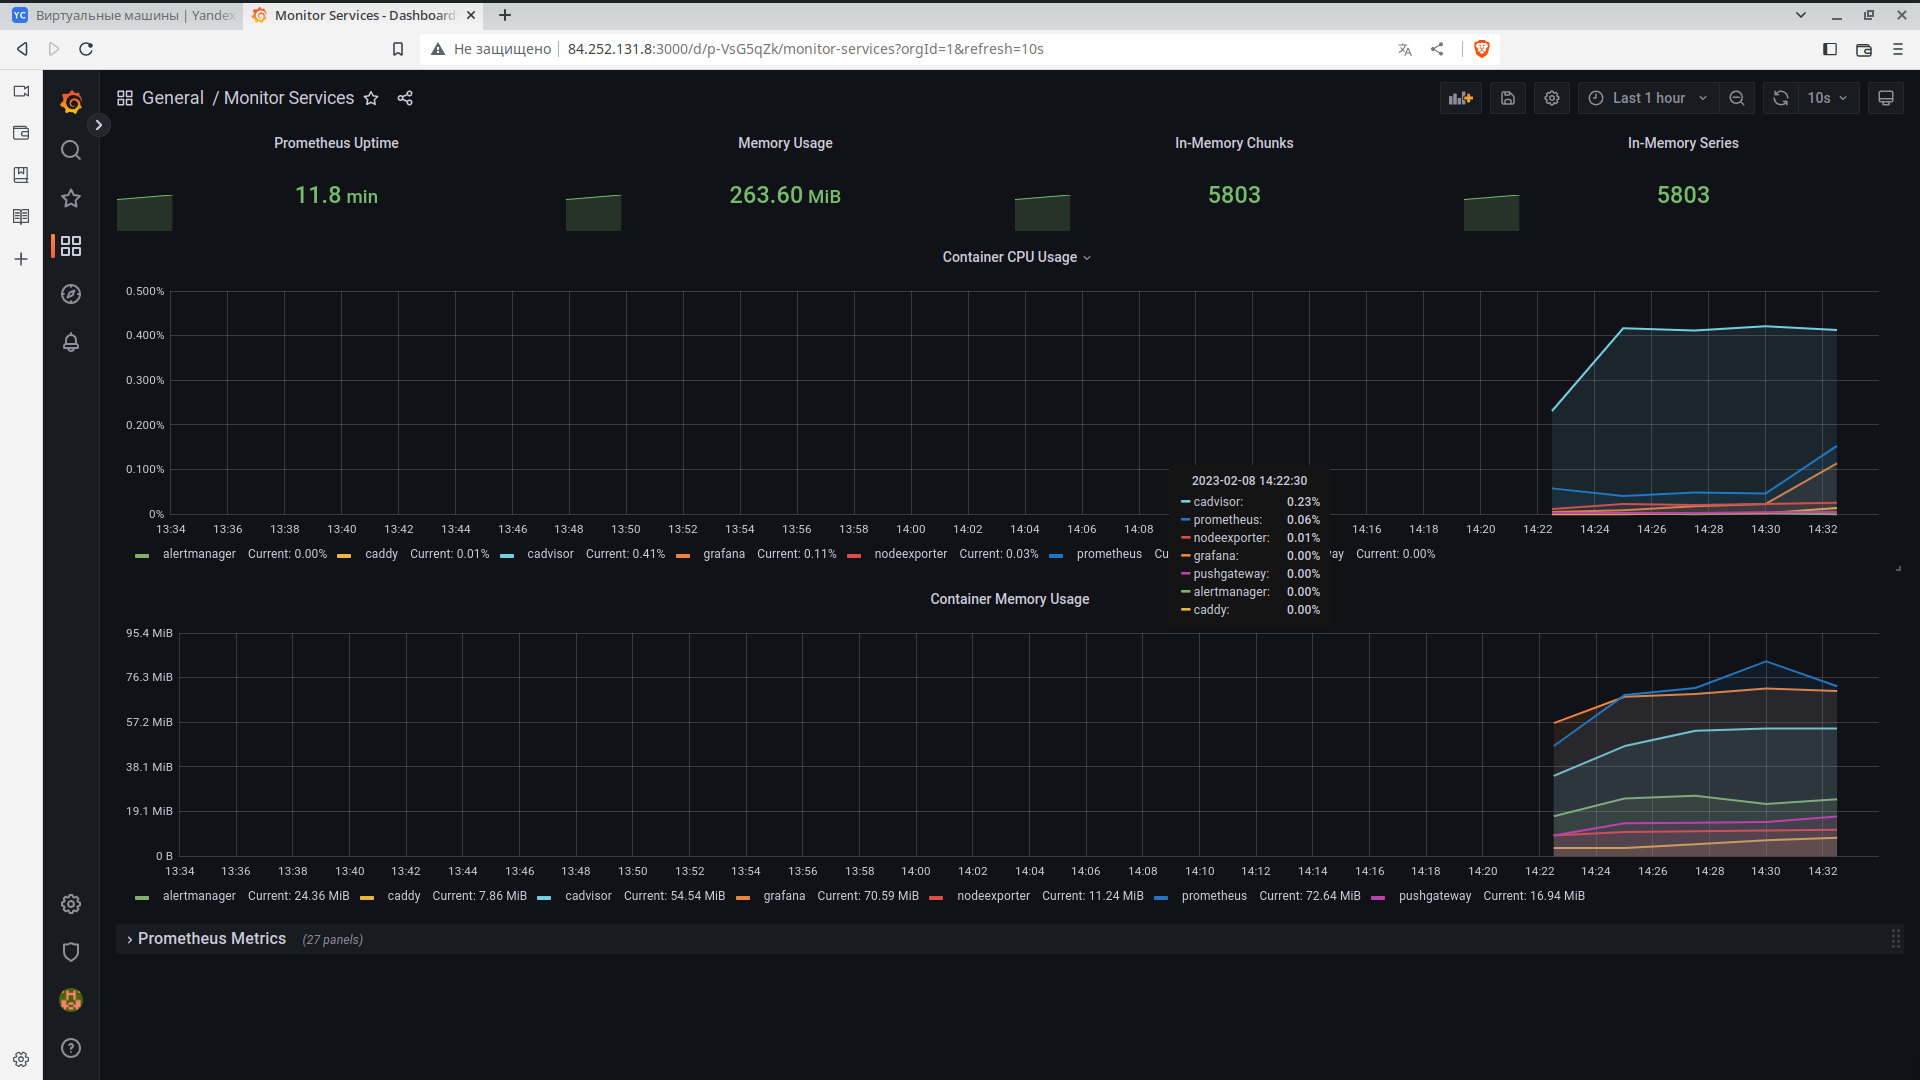 Виртуальные машины | Yandex
Monitor Services - Dashboard
Не защищено
84.252.131.8:3000/d/p-VsG5qZk/monitor-services?orgId=1&refresh=10s
General / Monitor Services
Last 1 hour
10s
Prometheus Uptime
11.8 min
Memory Usage
263.60 MiB
In-Memory Chunks
5803
In-Memory Series
5803
Container CPU Usage
0.500%
0.400%
0.300%
0.200%
0.100%
0%
13:34 13:36 13:38 13:40 13:42 13:44 13:46 13:48 13:50 13:52 13:54 13:56 13:58 14:00 14:02 14:04 14:06 14:08 14:16 14:18 14:20 14:22 14:24 14:26 14:28 14:30 14:32
alertmanager Current: 0.00% caddy Current: 0.01% cadvisor Current: 0.41% grafana Current: 0.11% nodeexporter Current: 0.03% prometheus Cu ay Current: 0.00%
2023-02-08 14:22:30
cadvisor: 0.23%
prometheus: 0.06%
nodeexporter: 0.01%
grafana: 0.00%
pushgateway: 0.00%
alertmanager: 0.00%
caddy: 0.00%
Container Memory Usage
95.4 MiB
76.3 MiB
57.2 MiB
38.1 MiB
19.1 MiB
0 B
13:34 13:36 13:38 13:40 13:42 13:44 13:46 13:48 13:50 13:52 13:54 13:56 13:58 14:00 14:02 14:04 14:06 14:08 14:10 14:12 14:14 14:16 14:18 14:20 14:22 14:24 14:26 14:28 14:30 14:32
alertmanager Current: 24.36 MiB caddy Current: 7.86 MiB cadvisor Current: 54.54 MiB grafana Current: 70.59 MiB nodeexporter Current: 11.24 MiB prometheus Current: 72.64 MiB pushgateway Current: 16.94 MiB
Prometheus Metrics (27 panels)